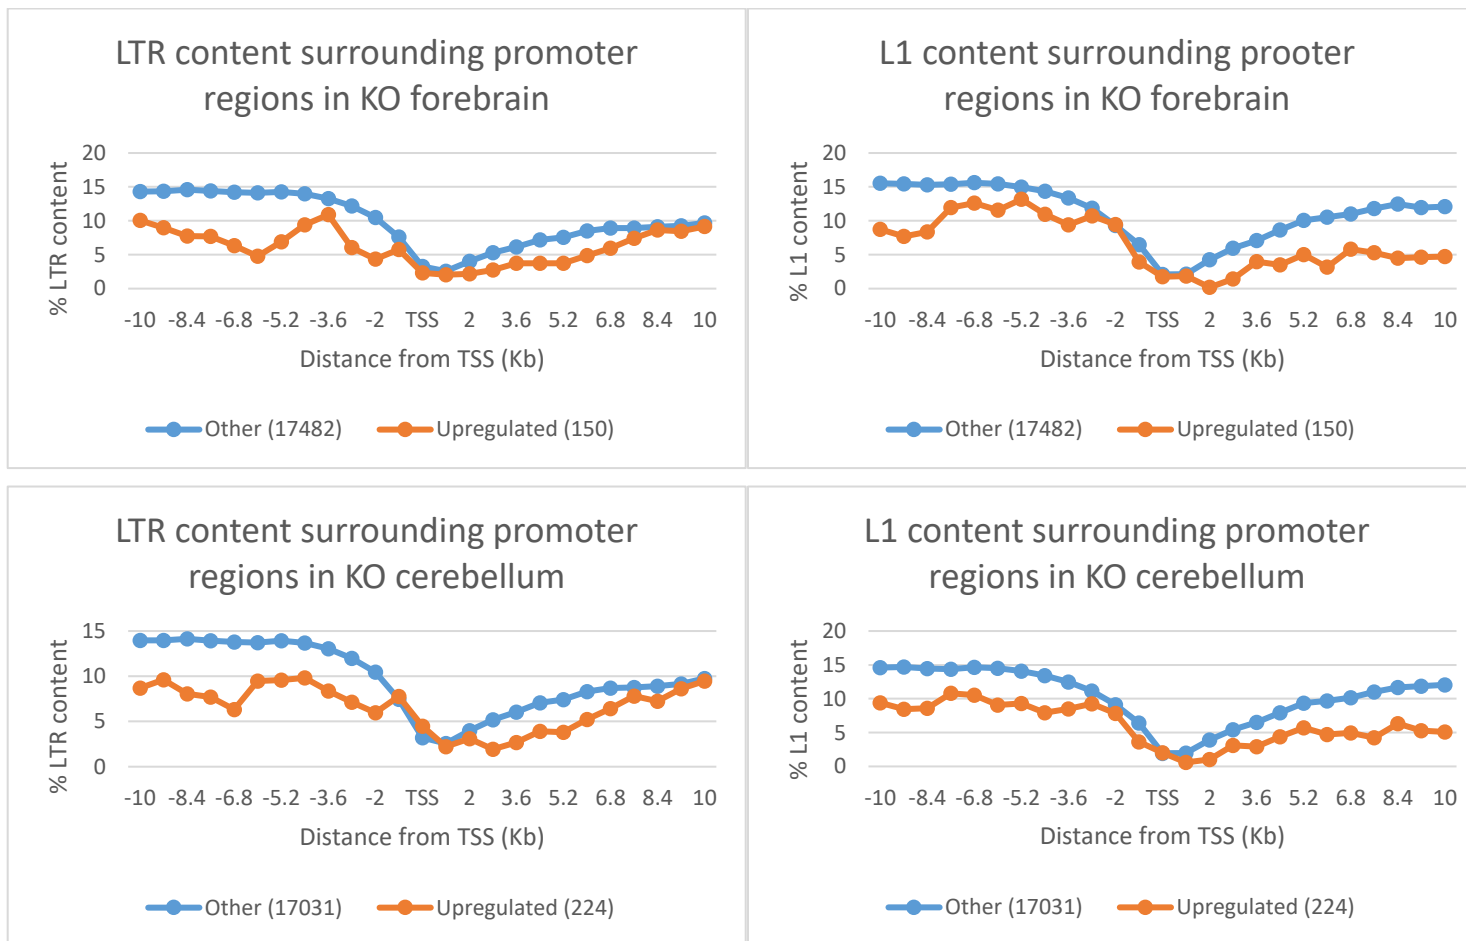 LTR content surrounding promoter
regions in KO forebrain
% LTR content
20
15
10
5
0
-10 -8.4 -6.8 -5.2 -3.6 -2 TSS 2 3.6 5.2 6.8 8.4 10
Distance from TSS (Kb)
Other (17482) Upregulated (150)
L1 content surrounding prooter
regions in KO forebrain
% L1 content
20
15
10
5
0
-10 -8.4 -6.8 -5.2 -3.6 -2 TSS 2 3.6 5.2 6.8 8.4 10
Distance from TSS (Kb)
Other (17482) Upregulated (150)
LTR content surrounding promoter
regions in KO cerebellum
% LTR content
15
10
5
0
-10 -8.4 -6.8 -5.2 -3.6 -2 TSS 2 3.6 5.2 6.8 8.4 10
Distance from TSS (Kb)
Other (17031) Upregulated (224)
L1 content surrounding promoter
regions in KO cerebellum
% L1 content
20
15
10
5
0
-10 -8.4 -6.8 -5.2 -3.6 -2 TSS 2 3.6 5.2 6.8 8.4 10
Distance from TSS (Kb)
Other (17031) Upregulated (224)